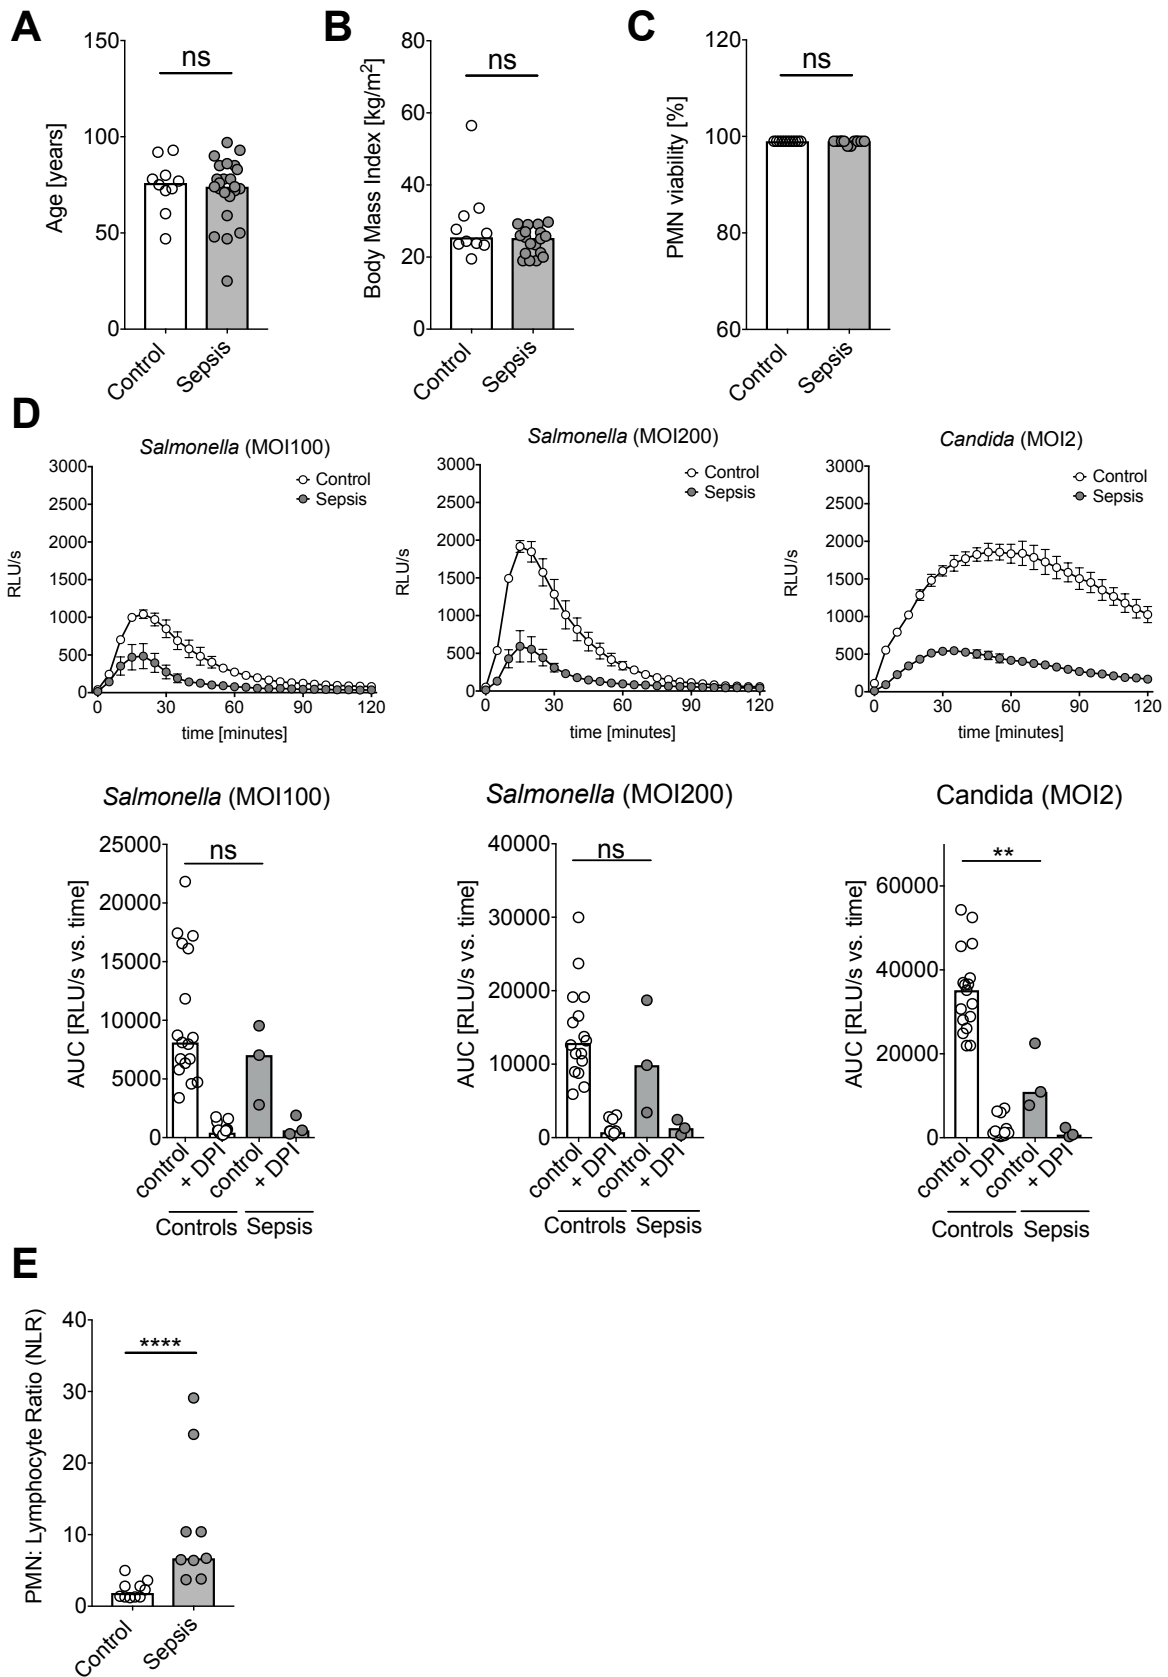 A
B
C
150
100
50
0
Age [years]
ns
Control
Sepsis
80
60
40
20
0
Body Mass Index [kg/m2]
ns
Control
Sepsis
120
100
80
60
PMN viability [%]
ns
Control
Sepsis
D
Salmonella (MOI100)
Control
Sepsis
3000
2500
2000
1500
1000
500
0
RLU/s
0 30 60 90 120
time [minutes]
Salmonella (MOI200)
Control
Sepsis
3000
2500
2000
1500
1000
500
0
RLU/s
0 30 60 90 120
time [minutes]
Candida (MOI2)
Control
Sepsis
3000
2500
2000
1500
1000
500
0
RLU/s
0 30 60 90 120
time [minutes]
Salmonella (MOI100)
25000
20000
15000
10000
5000
0
AUC [RLU/s vs. time]
ns
control
+ DPI
control
+ DPI
Controls Sepsis
Salmonella (MOI200)
40000
30000
20000
10000
0
AUC [RLU/s vs. time]
ns
control
+ DPI
control
+ DPI
Controls Sepsis
Candida (MOI2)
60000
40000
20000
0
AUC [RLU/s vs. time]
**
control
+ DPI
control
+ DPI
Controls Sepsis
E
40
30
20
10
0
PMN: Lymphocyte Ratio (NLR)
****
Control
Sepsis